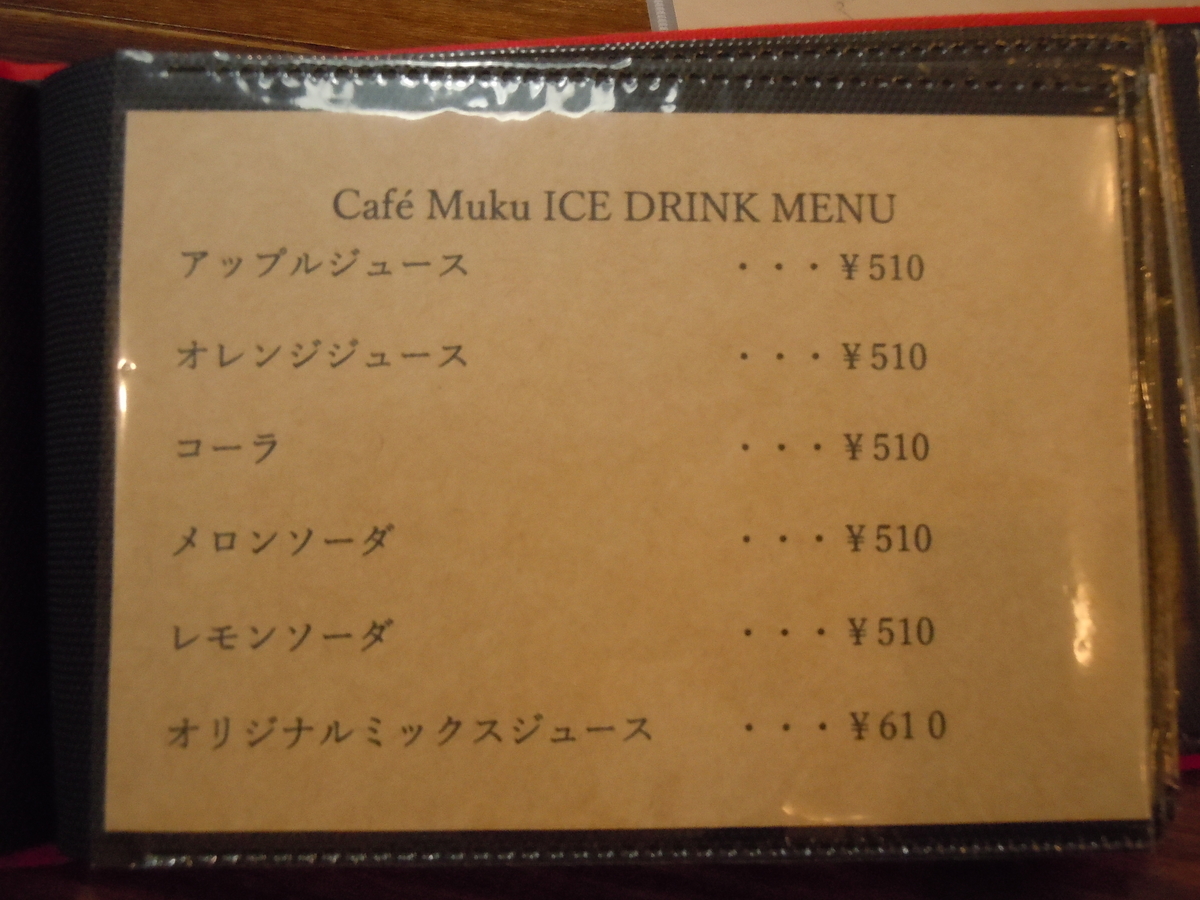 Café Muku ICE DRINK MENU
アップルジュース ・・・¥510
オレンジジュース ・・・¥510
コーラ ・・・¥510
メロンソーダ ・・・¥510
レモンソーダ ・・・¥510
オリジナルミックスジュース ・・・¥610